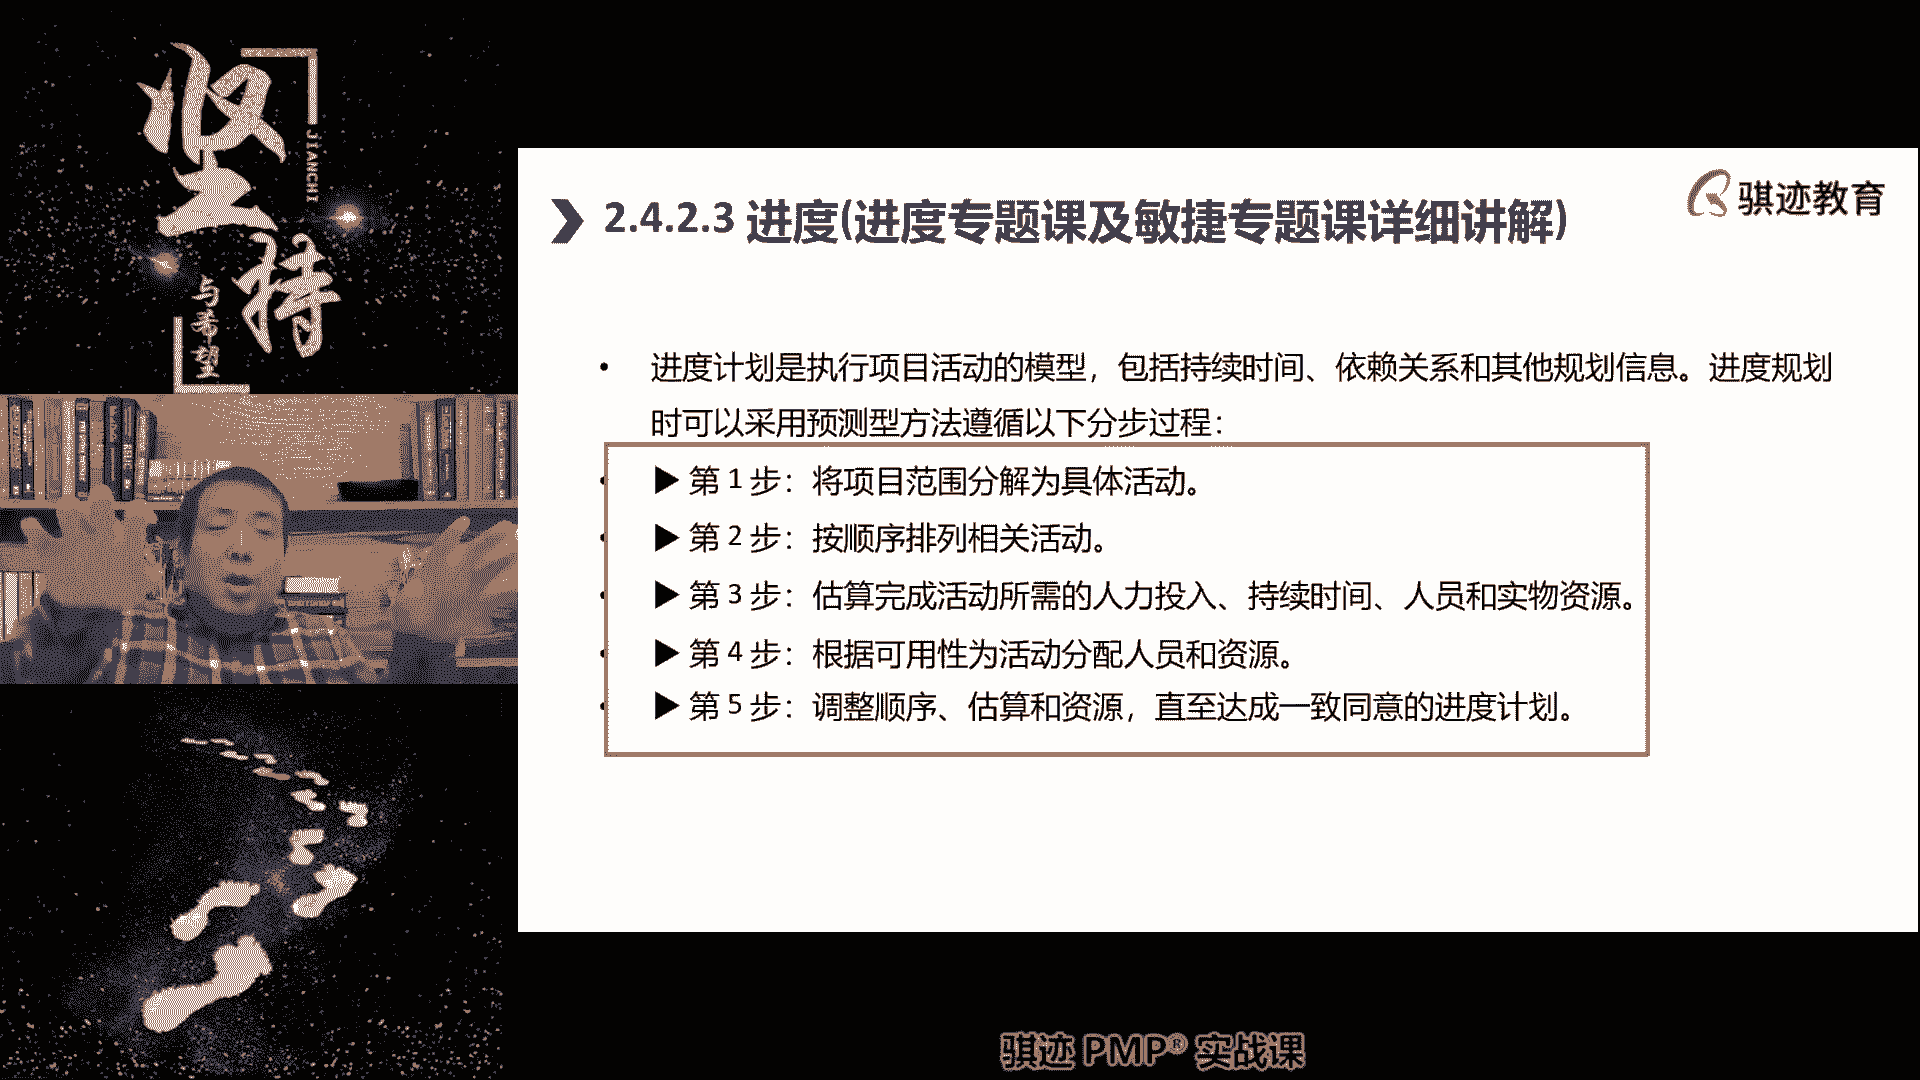 坚持
JIANCHI
与希望
骐迹教育
2.4.2.3 进度(进度专题课及敏捷专题课详细讲解)
• 进度计划是执行项目活动的模型，包括持续时间、依赖关系和其他规划信息。进度规划
时可以采用预测型方法遵循以下分步过程：
▶ 第 1 步：将项目范围分解为具体活动。
▶ 第 2 步：按顺序排列相关活动。
▶ 第 3 步：估算完成活动所需的人力投入、持续时间、人员和实物资源。
▶ 第 4 步：根据可用性为活动分配人员和资源。
▶ 第 5 步：调整顺序、估算和资源，直至达成一致同意的进度计划。
骐迹 PMP® 实战课